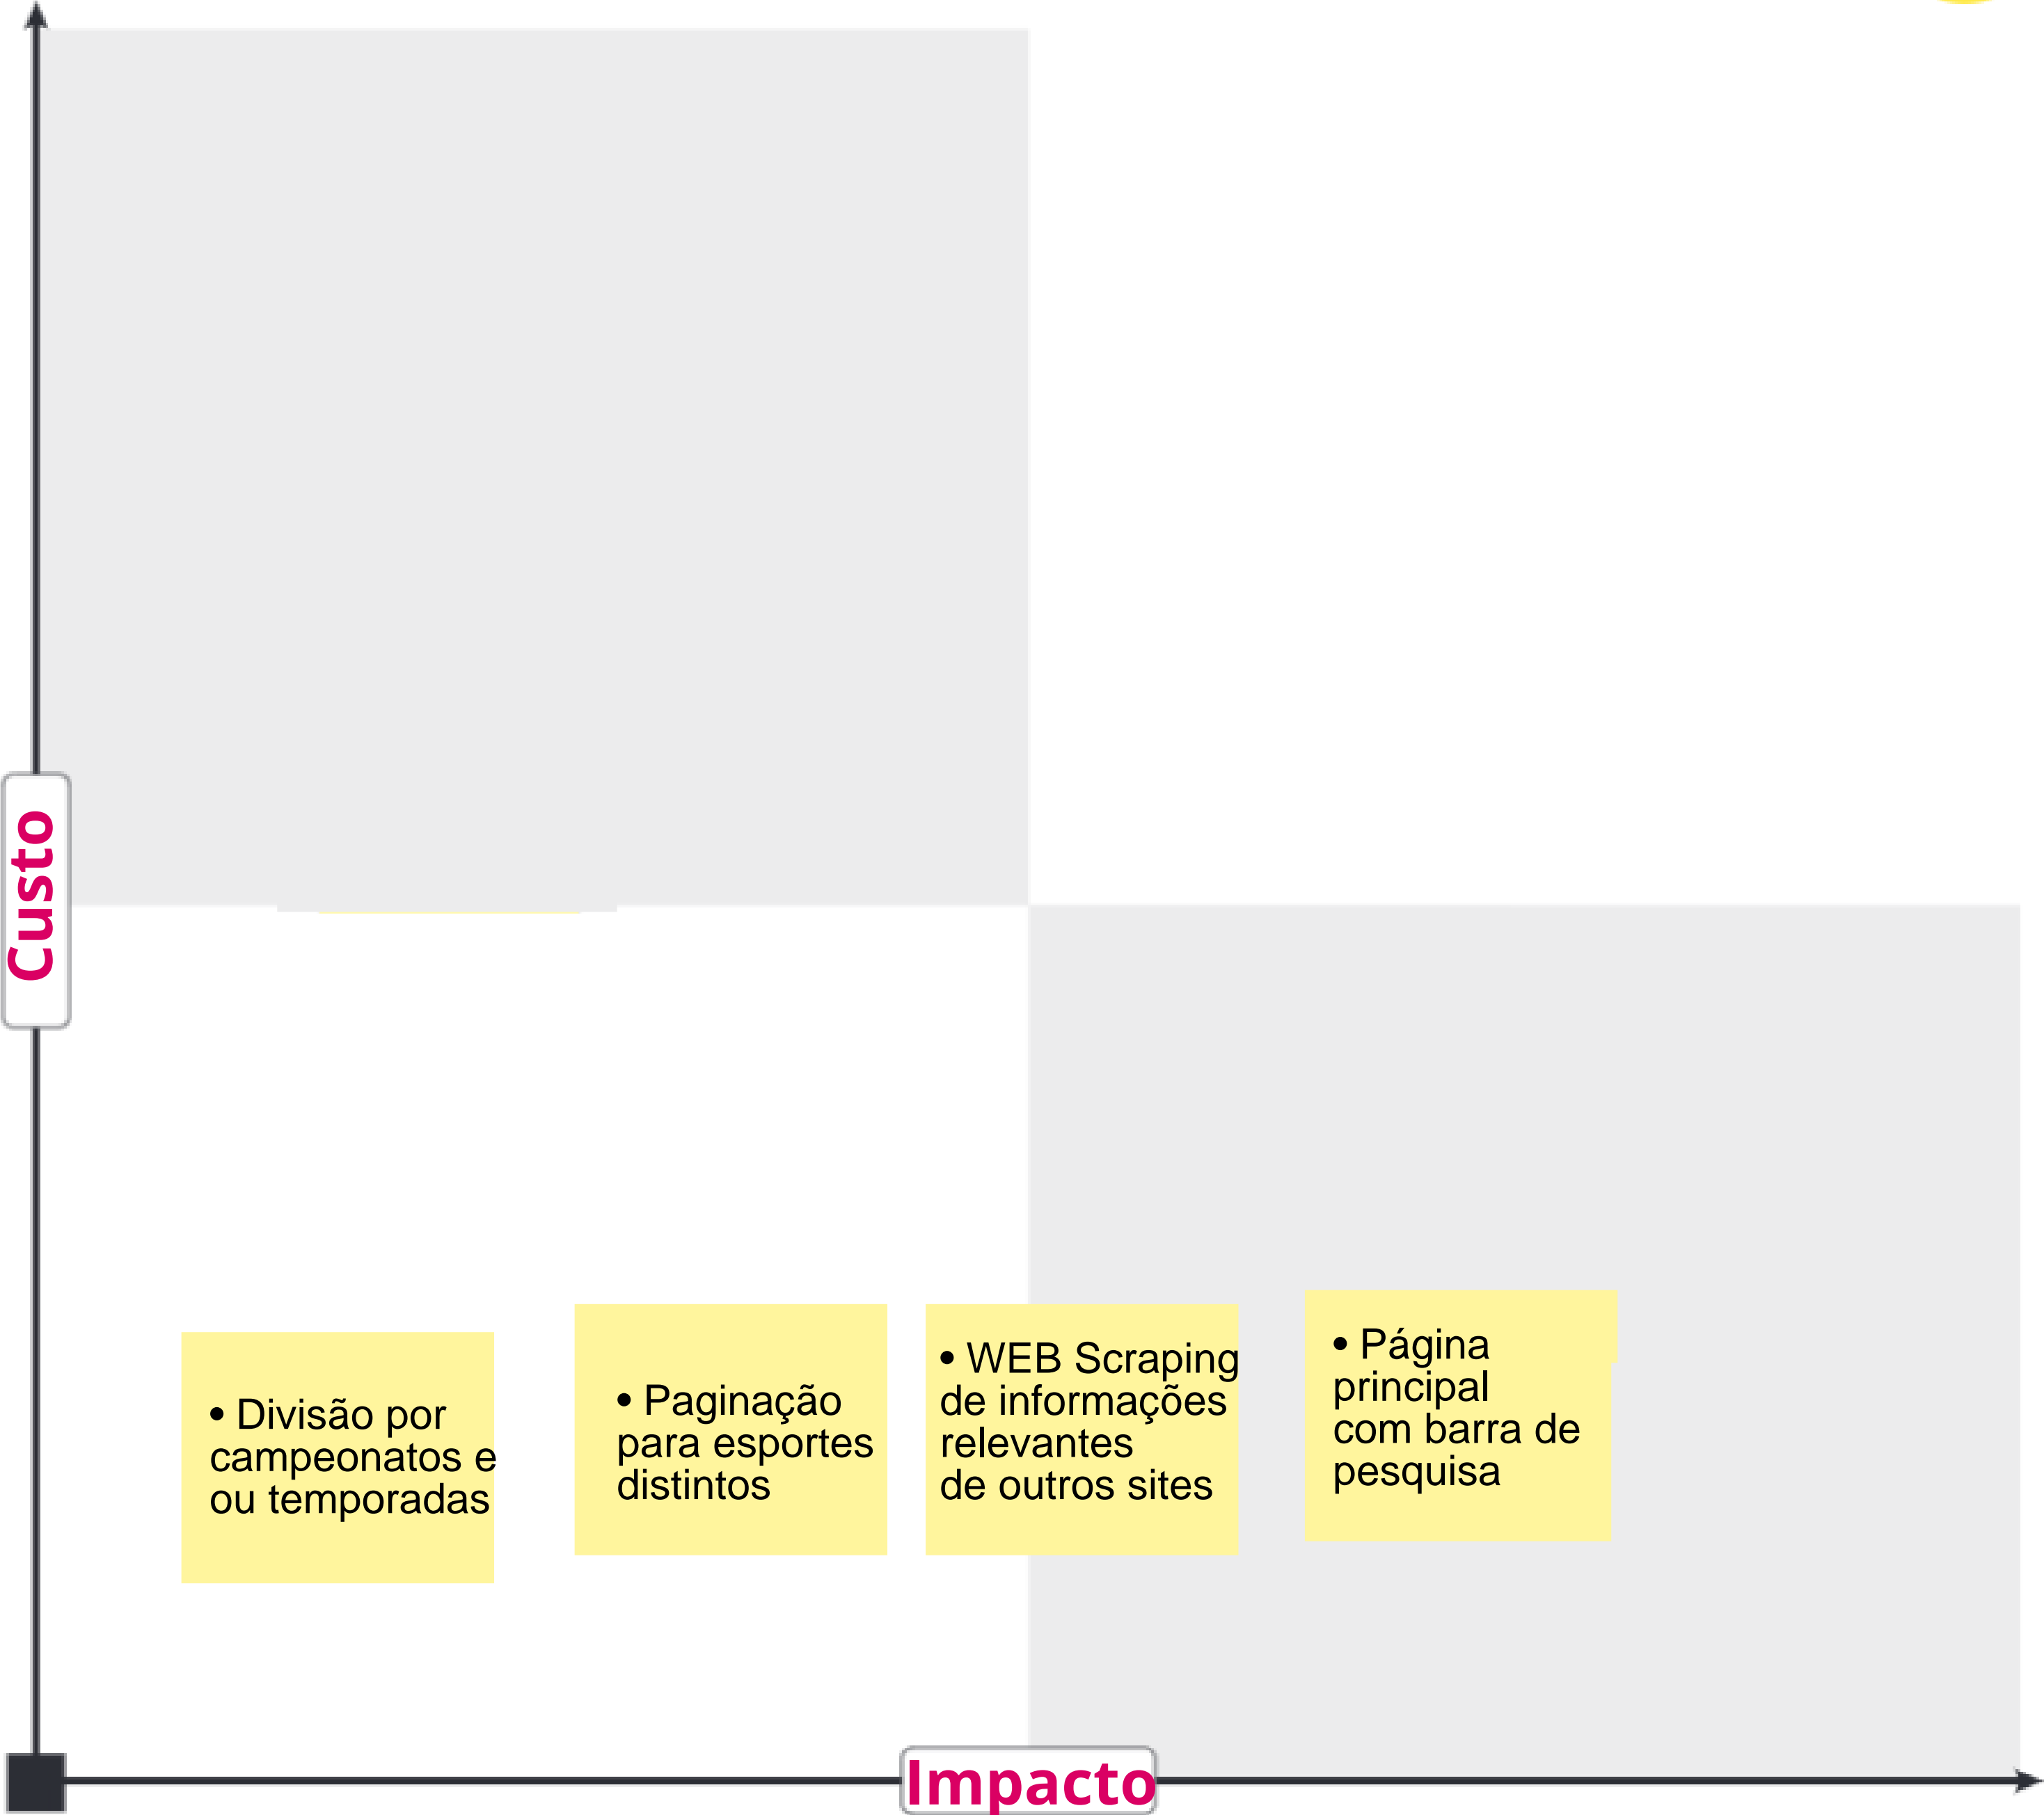 Custo
• Divisão por
campeonatos e
ou temporadas
• Paginação
para esportes
distintos
• WEB Scraping
de informações
relevantes
de outros sites
• Página
principal
com barra de
pesquisa
Impacto